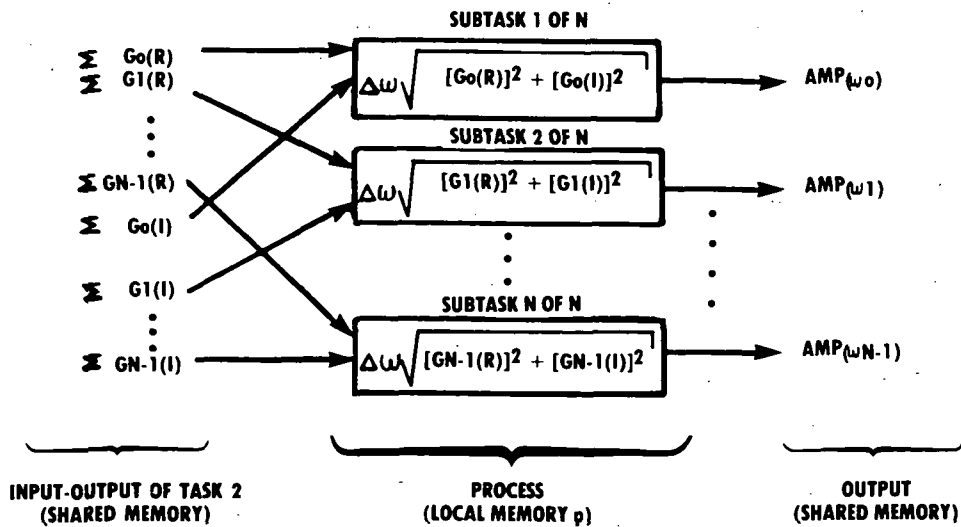 SUBTASK 1 OF N
Σ Go(R)
Σ G1(R)
Σ GN-1(R)
Σ Go(I)
Σ G1(I)
Σ GN-1(I)
Δω√[Go(R)]² + [Go(I)]²
AMP(ωo)
SUBTASK 2 OF N
Δω√[G1(R)]² + [G1(I)]²
AMP(ω1)
SUBTASK N OF N
Δω√[GN-1(R)]² + [GN-1(I)]²
AMP(ωN-1)
INPUT-OUTPUT OF TASK 2
(SHARED MEMORY)
PROCESS
(LOCAL MEMORY p)
OUTPUT
(SHARED MEMORY)